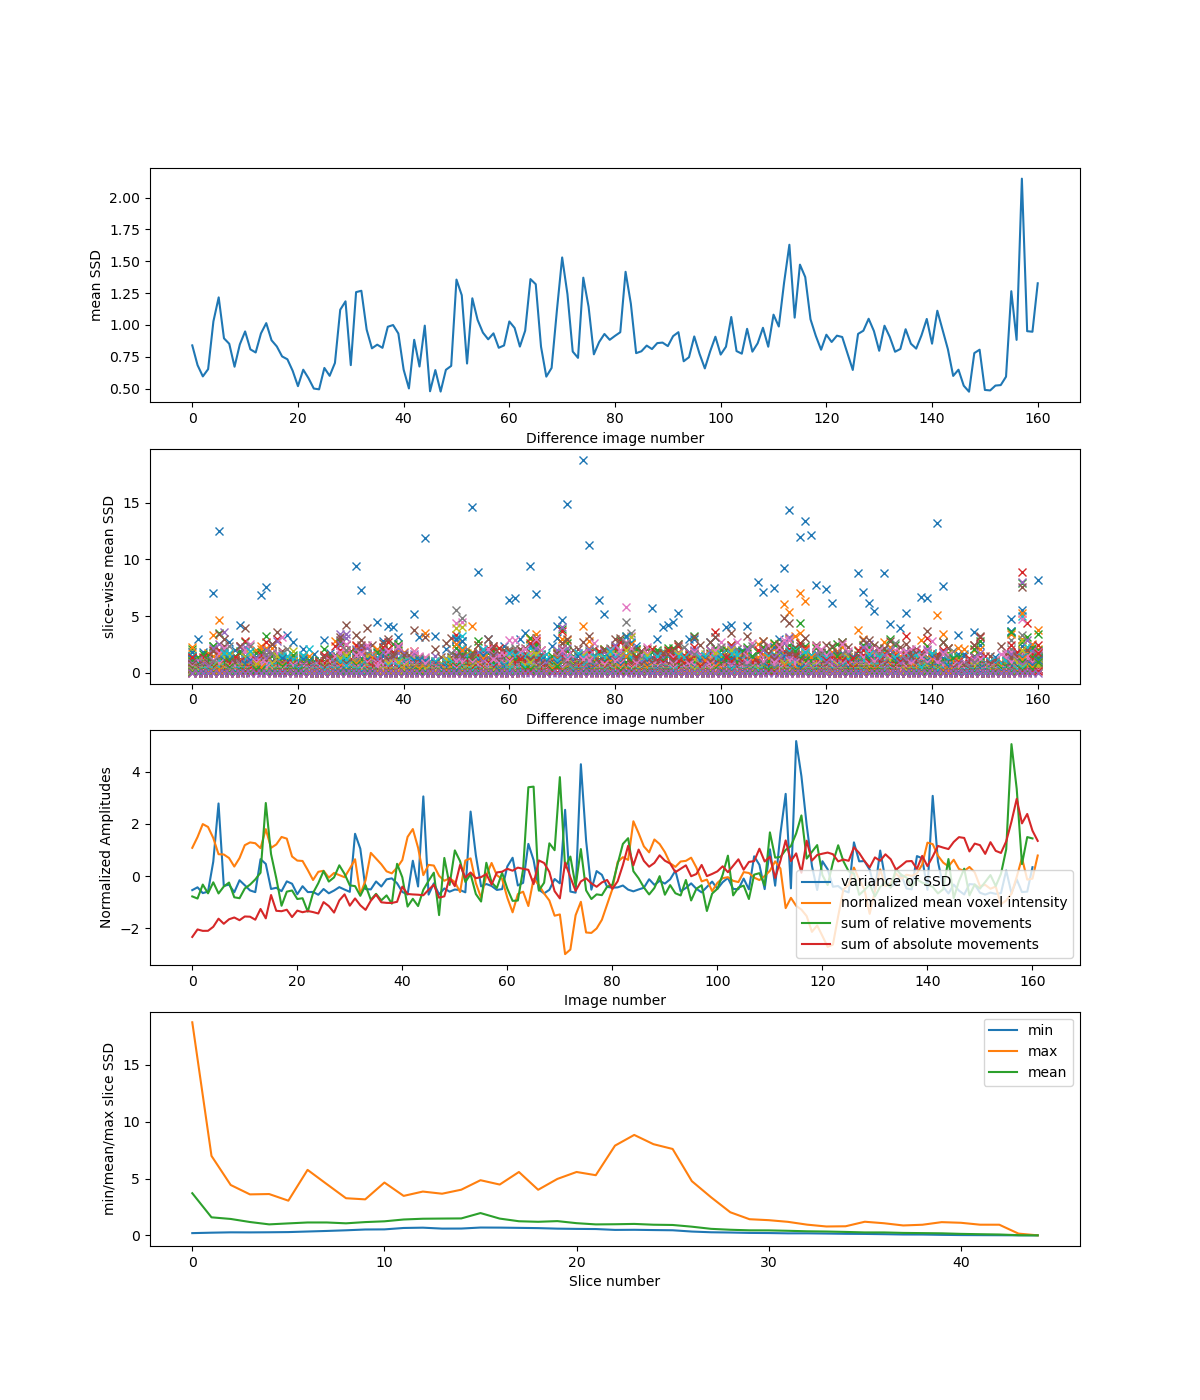 2.00
1.75
1.50
1.25
1.00
0.75
0.50
mean SSD
0 20 40 60 80 100 120 140 160
Difference image number
15
10
5
0
slice-wise mean SSD
0 20 40 60 80 100 120 140 160
Difference image number
4
2
0
−2
Normalized Amplitudes
variance of SSD
normalized mean voxel intensity
sum of relative movements
sum of absolute movements
0 20 40 60 80 100 120 140 160
Image number
15
10
5
0
min/mean/max slice SSD
min
max
mean
0 10 20 30 40
Slice number